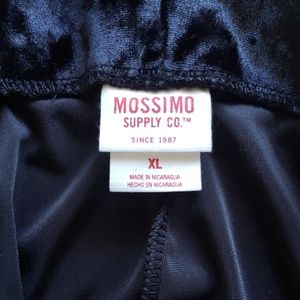 MOSSIMO
SUPPLY CO.™
SINCE 1987
XL
MADE IN NICARAGUA
HECHO EN NICARAGUA